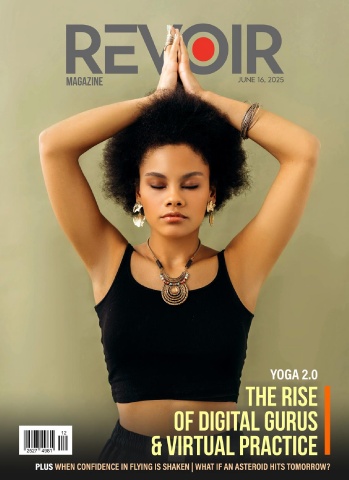 REVOIR
MAGAZINE
JUNE 16, 2025
YOGA 2.0
THE RISE
OF DIGITAL GURUS
& VIRTUAL PRACTICE
12
PLUS WHEN CONFIDENCE IN FLYING IS SHAKEN | WHAT IF AN ASTEROID HITS TOMORROW?